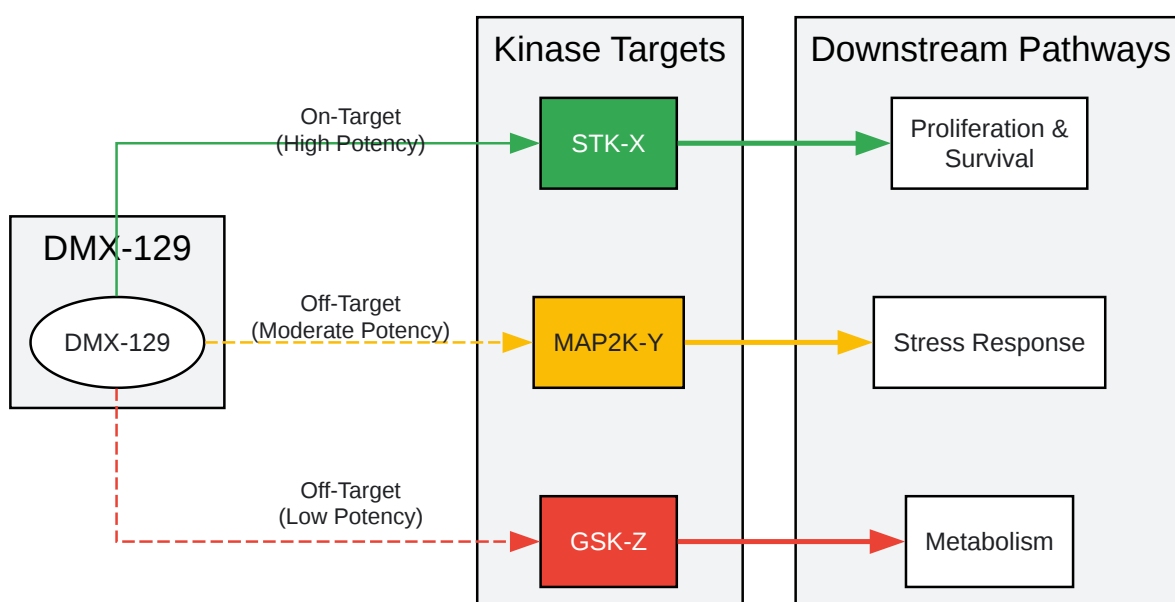 Kinase Targets
Downstream Pathways
On-Target
(High Potency)
STK-X
Proliferation &
Survival
DMX-129
DMX-129
Off-Target
(Moderate Potency)
MAP2K-Y
Stress Response
Off-Target
(Low Potency)
GSK-Z
Metabolism